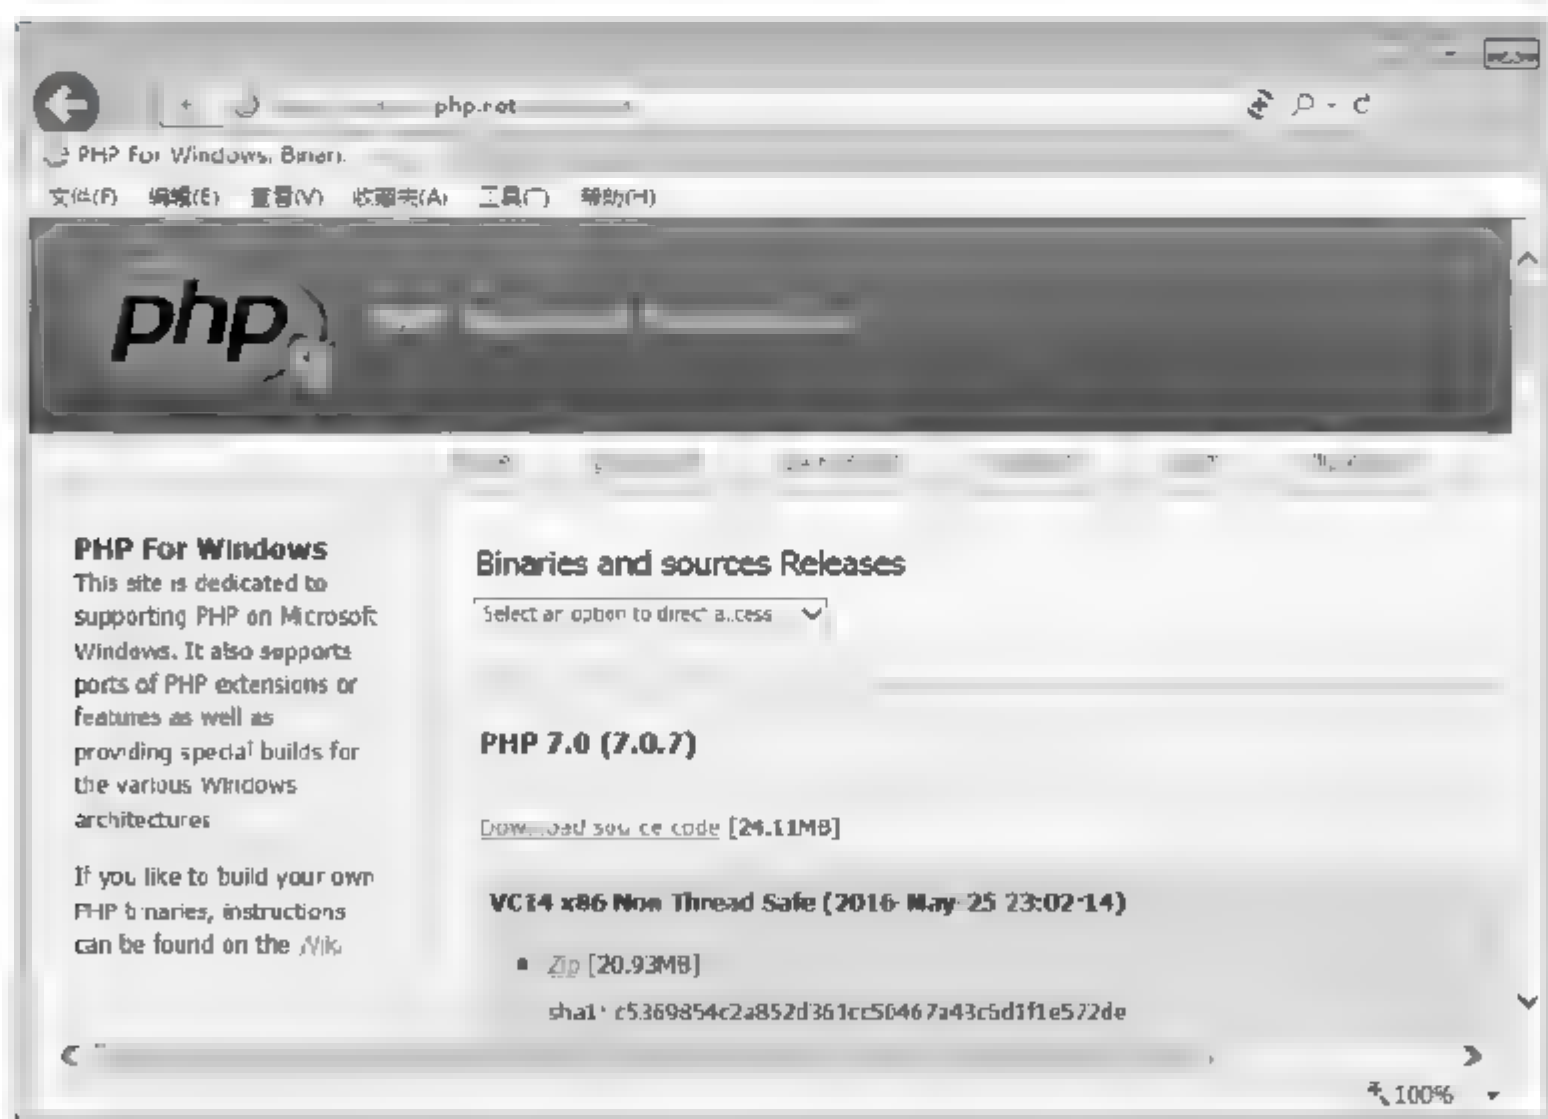 php.net
PHP For Windows: Binari...
文件(F) 编辑(E) 查看(V) 收藏夹(A) 工具(T) 帮助(H)
php
PHP For Windows
This site is dedicated to
supporting PHP on Microsoft
Windows. It also supports
ports of PHP extensions or
features as well as
providing special builds for
the various Windows
architectures
If you like to build your own
PHP binaries, instructions
can be found on the Wiki
Binaries and sources Releases
Select an option to direct access
PHP 7.0 (7.0.7)
Download source code [24.11MB]
VC14 x86 Non Thread Safe (2016-May-25 23:02:14)
Zip [20.93MB]
sha1:
100%